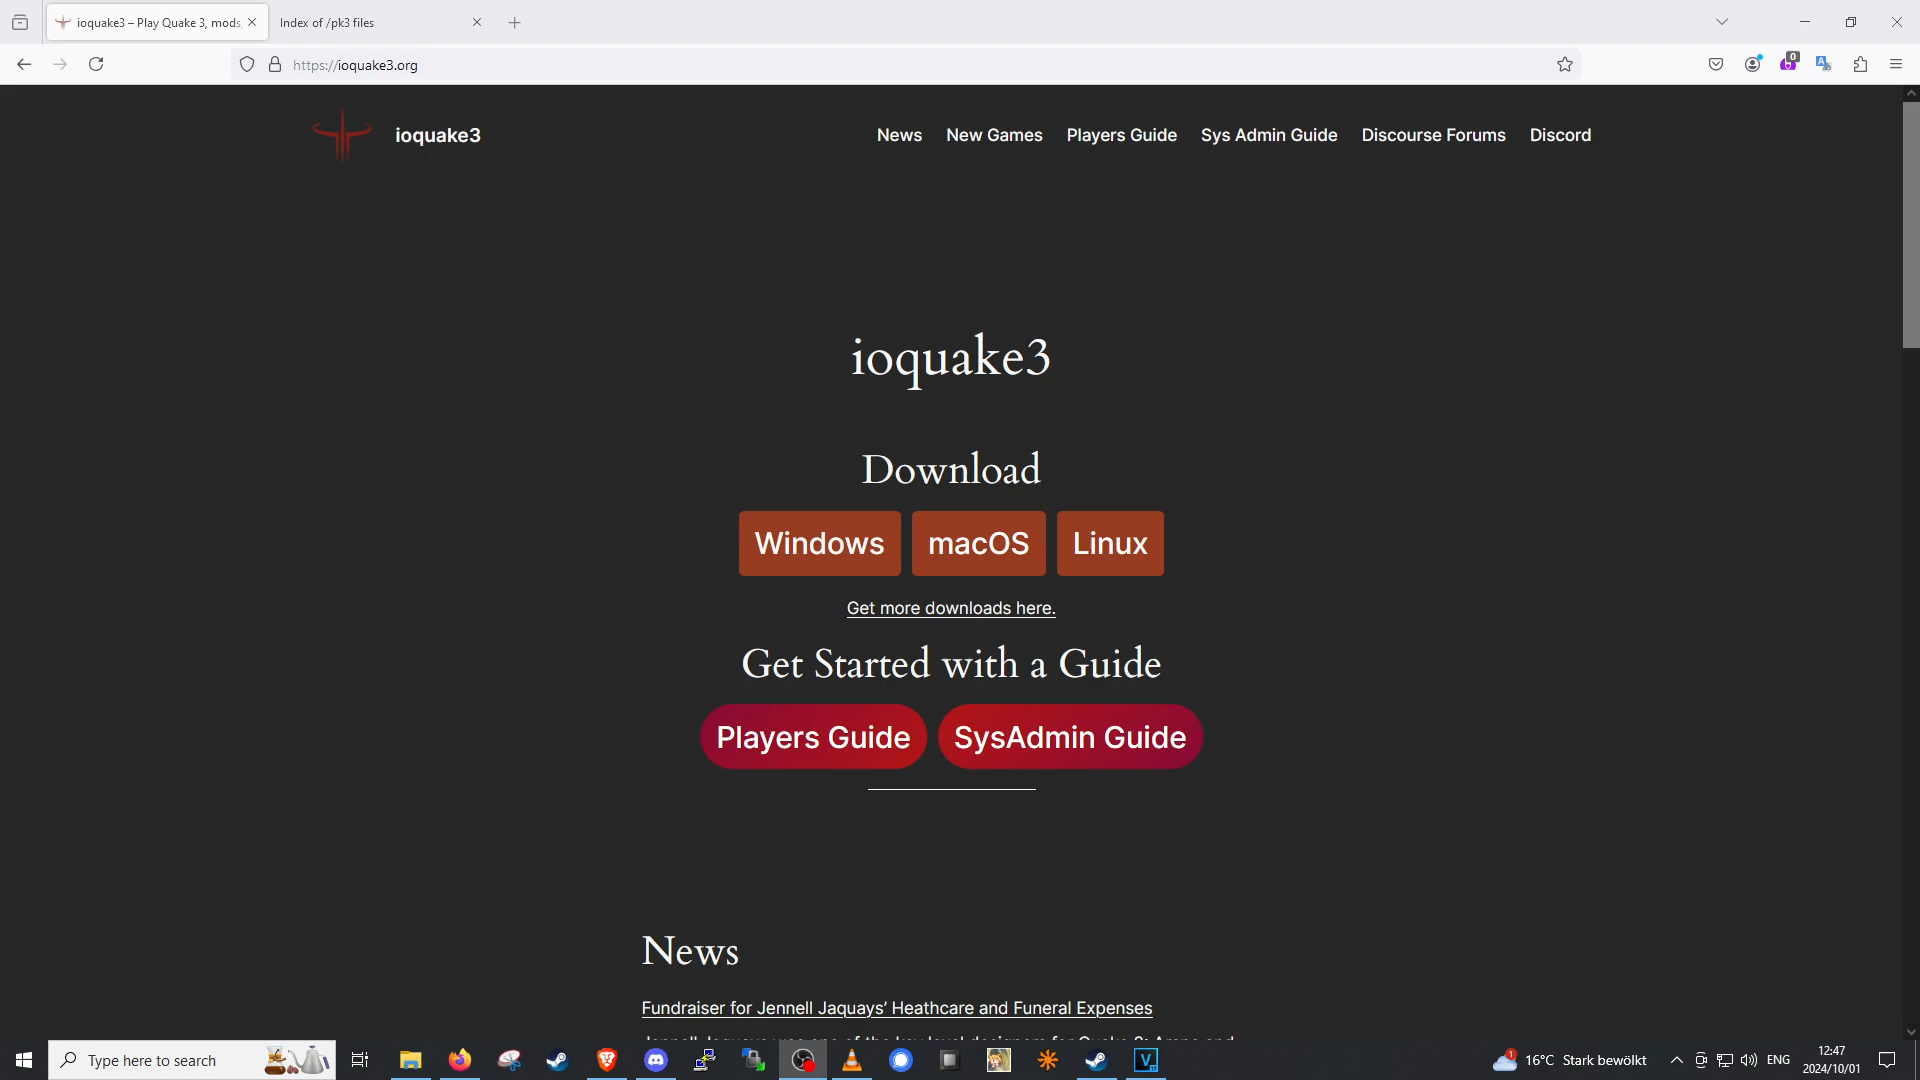 ioquake3 – Play Quake 3, mods,
Index of /pk3 files
https://ioquake3.org
0
ioquake3
News
New Games
Players Guide
Sys Admin Guide
Discourse Forums
Discord
ioquake3
Download
Windows
macOS
Linux
Get more downloads here.
Get Started with a Guide
Players Guide
SysAdmin Guide
News
Fundraiser for Jennell Jaquays’ Heathcare and Funeral Expenses
Type here to search
1
16°C Stark bewölkt
ENG
12:47
2024/10/01